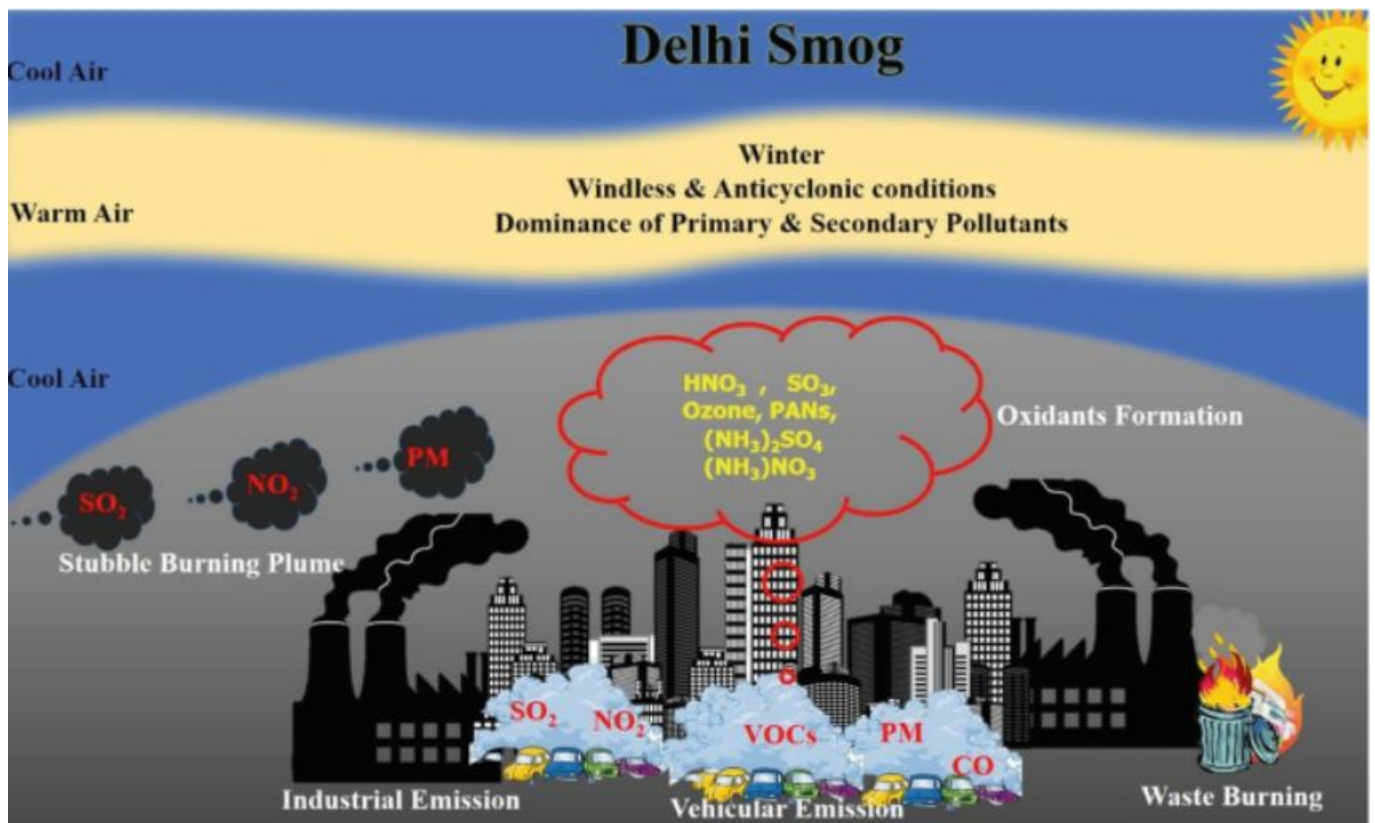 Delhi Smog
Cool Air
Winter
Windless & Anticyclonic conditions
Warm Air
Dominance of Primary & Secondary Pollutants
Cool Air
HNO₃ , SO₃,
Ozone, PANs,
(NH₃)₂SO₄
(NH₃)NO₃
Oxidants Formation
PM
NO₂
SO₂
Stubble Burning Plume
SO₂
NO₂
VOCs
PM
CO
Industrial Emission
Vehicular Emission
Waste Burning